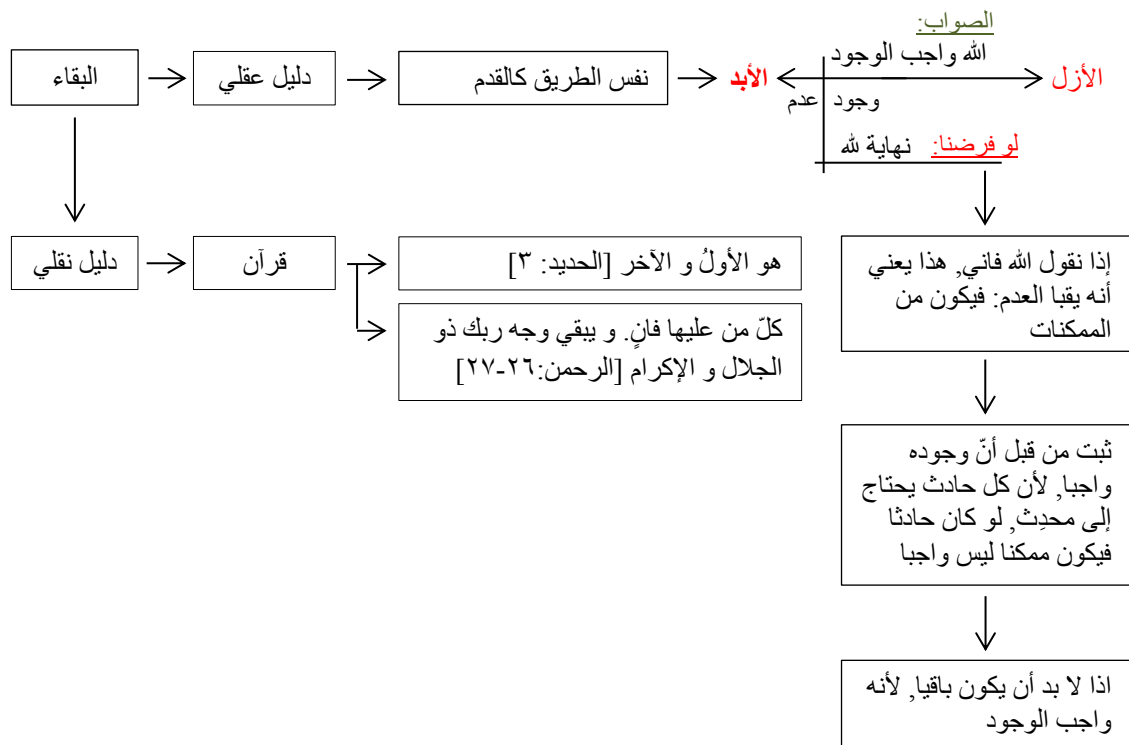 الصواب:
الله واجب الوجود
البقاء
دليل عقلي
نفس الطريق كالقدم
الأبد
الأزل
عدم
وجود
لو فرضنا:
نهاية لله
دليل نقلي
قرآن
هو الأولُ و الآخر [الحديد: ٣]
كلّ من عليها فانٍ. و يبقي وجه ربك ذو
الجلال و الإكرام [الرحمن:٢٦-٢٧]
إذا نقول الله فاني, هذا يعني
أنه يقبا العدم: فيكون من
الممكنات
ثبت من قبل أنّ وجوده
واجبا, لأن كل حادث يحتاج
إلى محدِث, لو كان حادثا
فيكون ممكنا ليس واجبا
اذا لا بد أن يكون باقيا, لأنه
واجب الوجود